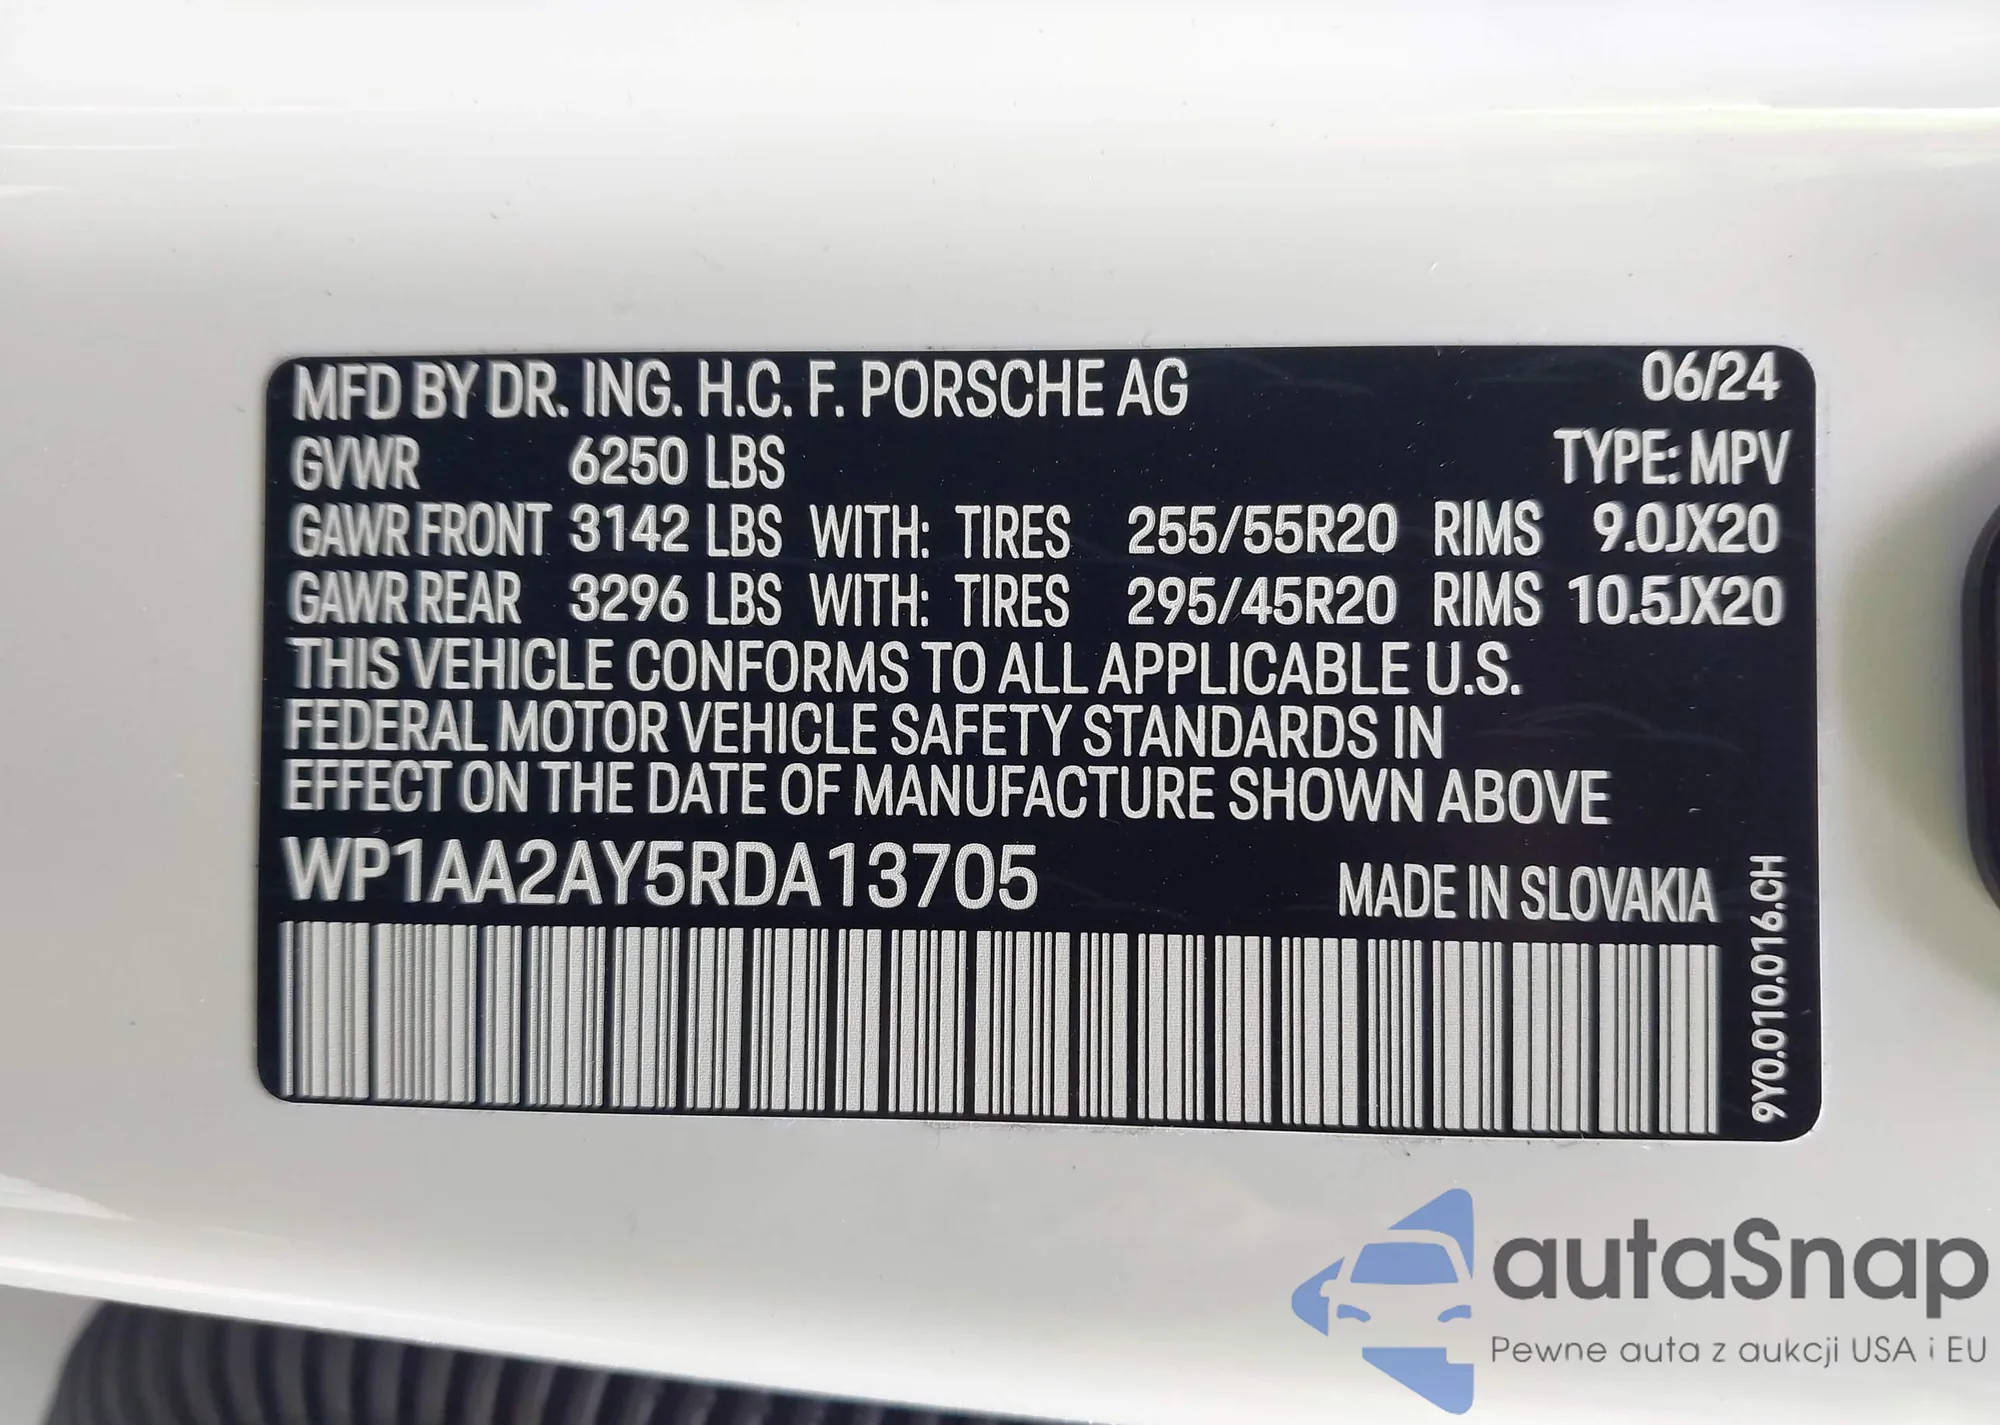 MFD BY DR. ING. H.C. F. PORSCHE AG 06/24
GVWR 6250 LBS TYPE: MPV
GAWR FRONT 3142 LBS WITH: TIRES 255/55R20 RIMS 9.0JX20
GAWR REAR 3296 LBS WITH: TIRES 295/45R20 RIMS 10.5JX20
THIS VEHICLE CONFORMS TO ALL APPLICABLE U.S.
FEDERAL MOTOR VEHICLE SAFETY STANDARDS IN
EFFECT ON THE DATE OF MANUFACTURE SHOWN ABOVE
WP1AA2AY5RDA13705 MADE IN SLOVAKIA
9Y0.010.016.CH
autaSnap
Pewne auta z aukcji USA i EU